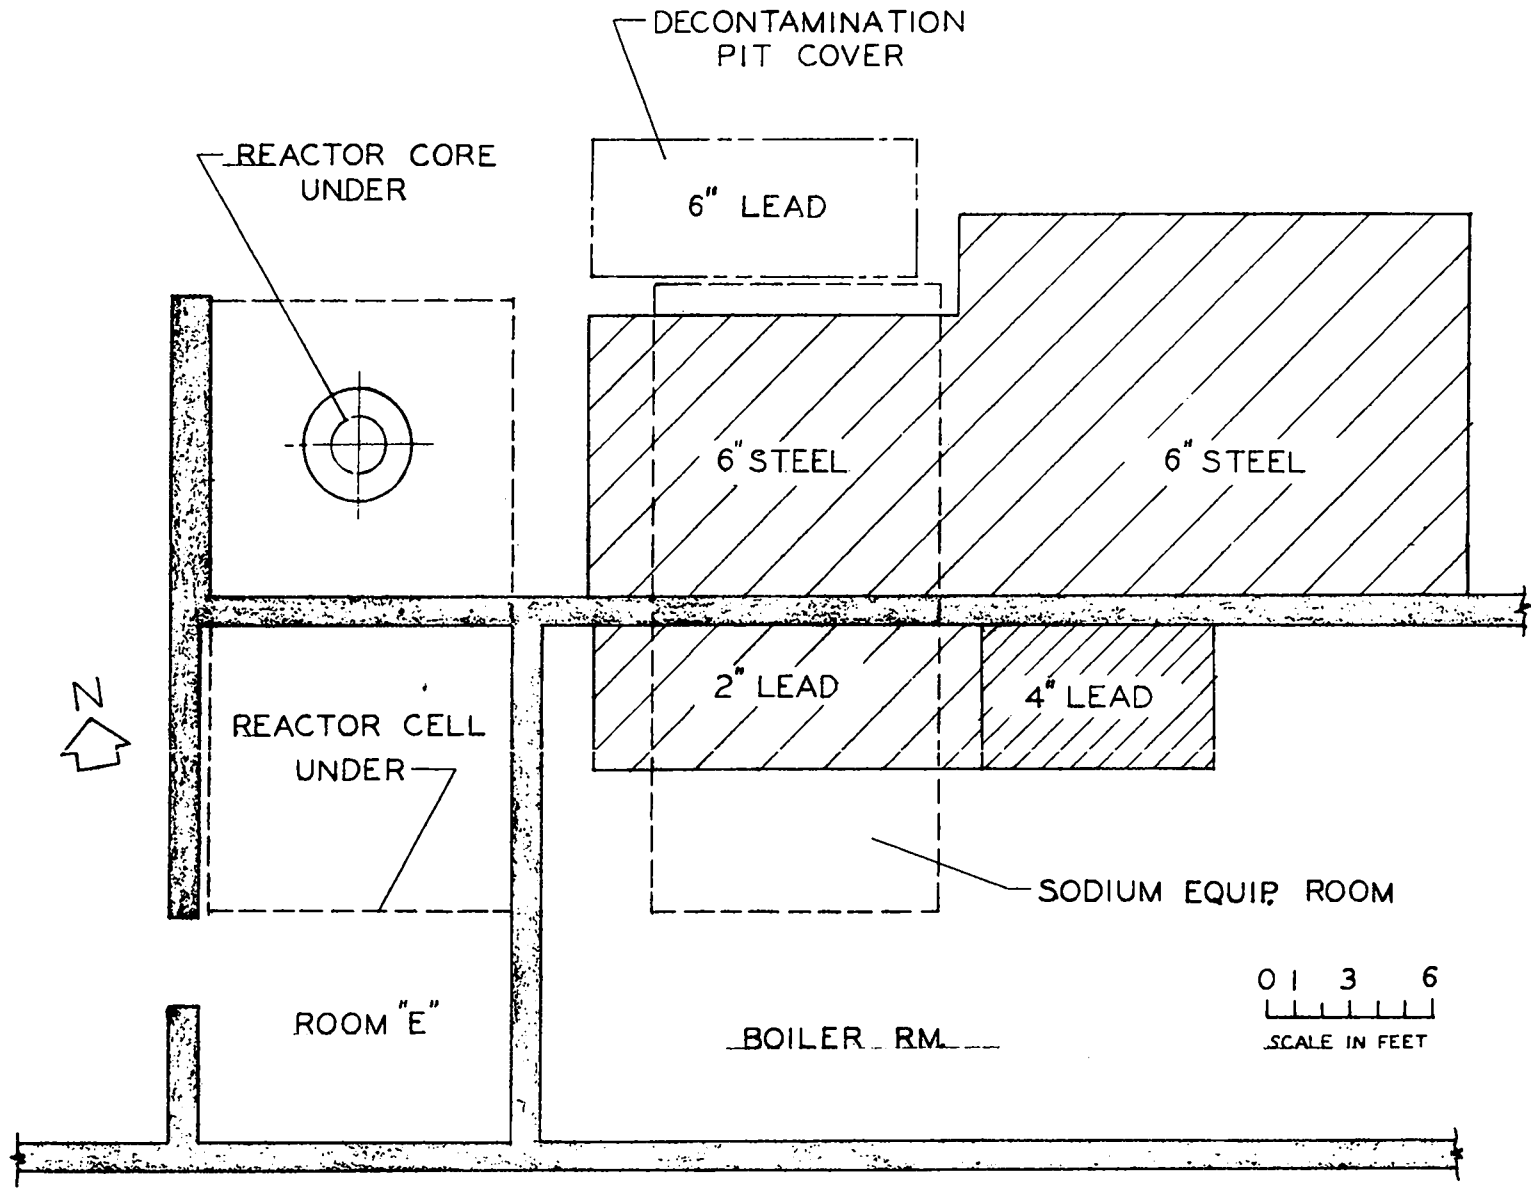 DECONTAMINATION
PIT COVER
REACTOR CORE
UNDER
6" LEAD
6" STEEL
6" STEEL
2" LEAD
4" LEAD
N
REACTOR CELL
UNDER
SODIUM EQUIP. ROOM
0 1 3 6
SCALE IN FEET
ROOM "E"
BOILER RM.